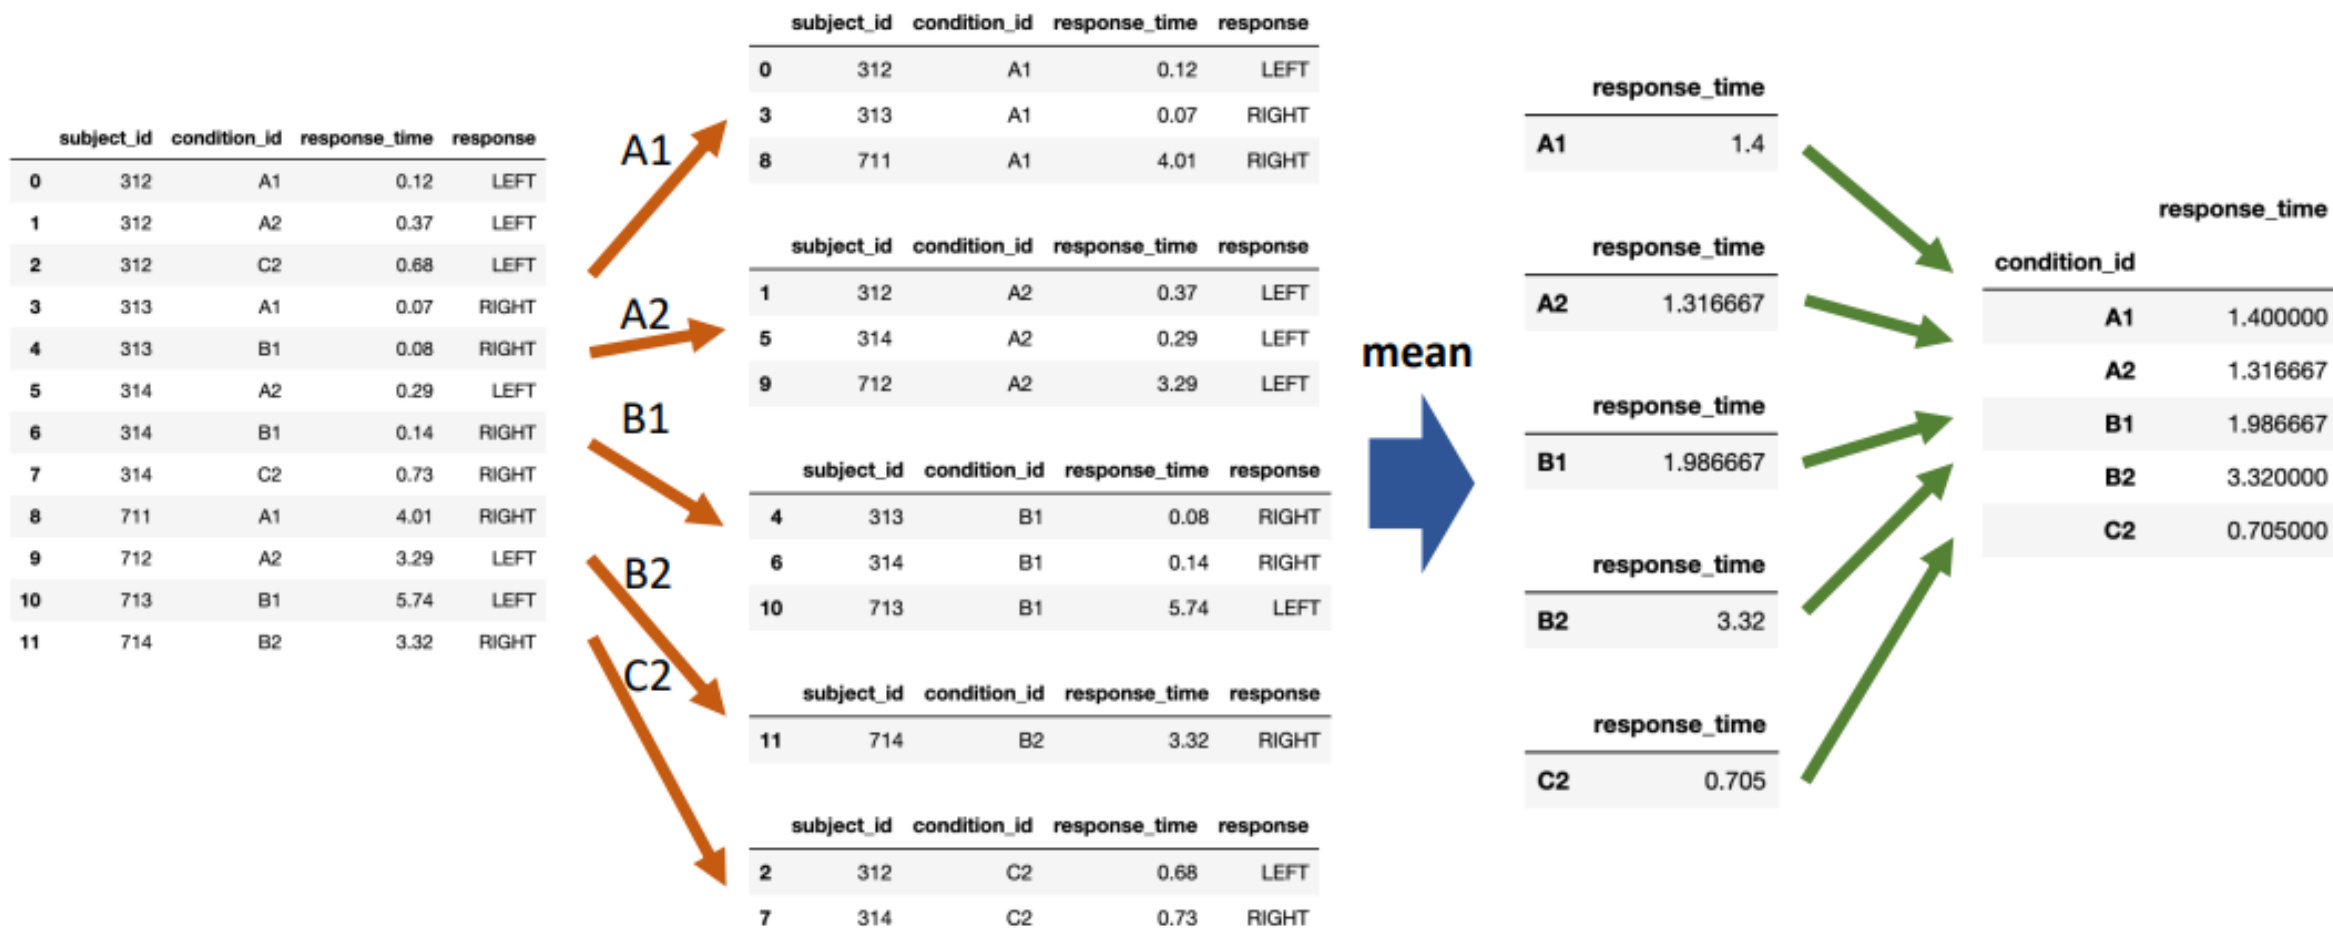 subject_id condition_id response_time response
0 312 A1 0.12 LEFT
1 312 A2 0.37 LEFT
2 312 C2 0.68 LEFT
3 313 A1 0.07 RIGHT
4 313 B1 0.08 RIGHT
5 314 A2 0.29 LEFT
6 314 B1 0.14 RIGHT
7 314 C2 0.73 RIGHT
8 711 A1 4.01 RIGHT
9 712 A2 3.29 LEFT
10 713 B1 5.74 LEFT
11 714 B2 3.32 RIGHT
A1
A2
B1
B2
C2
subject_id condition_id response_time response
0 312 A1 0.12 LEFT
3 313 A1 0.07 RIGHT
8 711 A1 4.01 RIGHT
subject_id condition_id response_time response
1 312 A2 0.37 LEFT
5 314 A2 0.29 LEFT
9 712 A2 3.29 LEFT
subject_id condition_id response_time response
4 313 B1 0.08 RIGHT
6 314 B1 0.14 RIGHT
10 713 B1 5.74 LEFT
subject_id condition_id response_time response
11 714 B2 3.32 RIGHT
subject_id condition_id response_time response
2 312 C2 0.68 LEFT
7 314 C2 0.73 RIGHT
mean
response_time
A1 1.4
response_time
A2 1.316667
response_time
B1 1.986667
response_time
B2 3.32
response_time
C2 0.705
response_time
condition_id
A1 1.400000
A2 1.316667
B1 1.986667
B2 3.320000
C2 0.705000